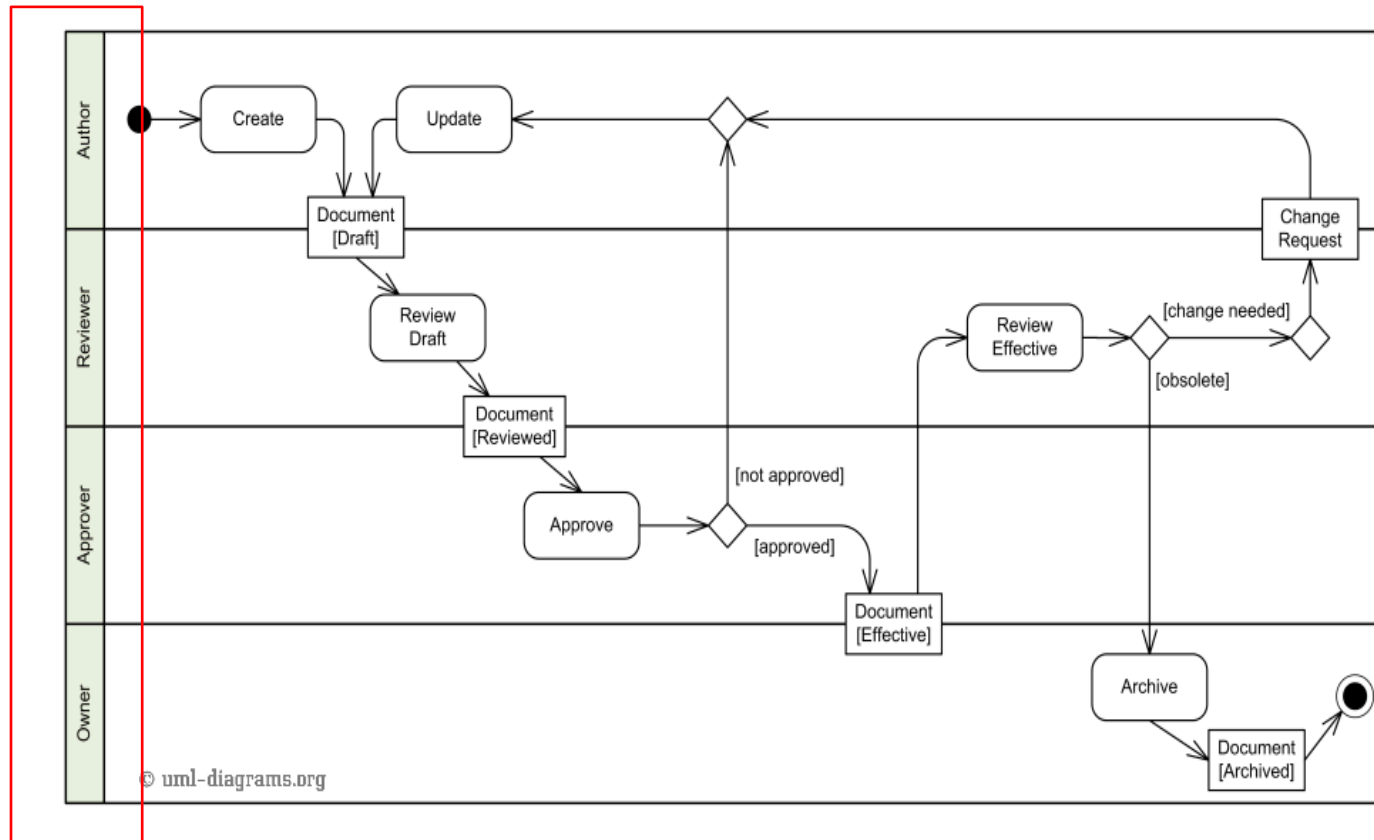 Author
Create
Update
Document
[Draft]
Change
Request
Reviewer
Review
Draft
Review
Effective
[change needed]
[obsolete]
Document
[Reviewed]
Approver
Approve
[not approved]
[approved]
Document
[Effective]
Owner
Archive
Document
[Archived]
© uml-diagrams.org